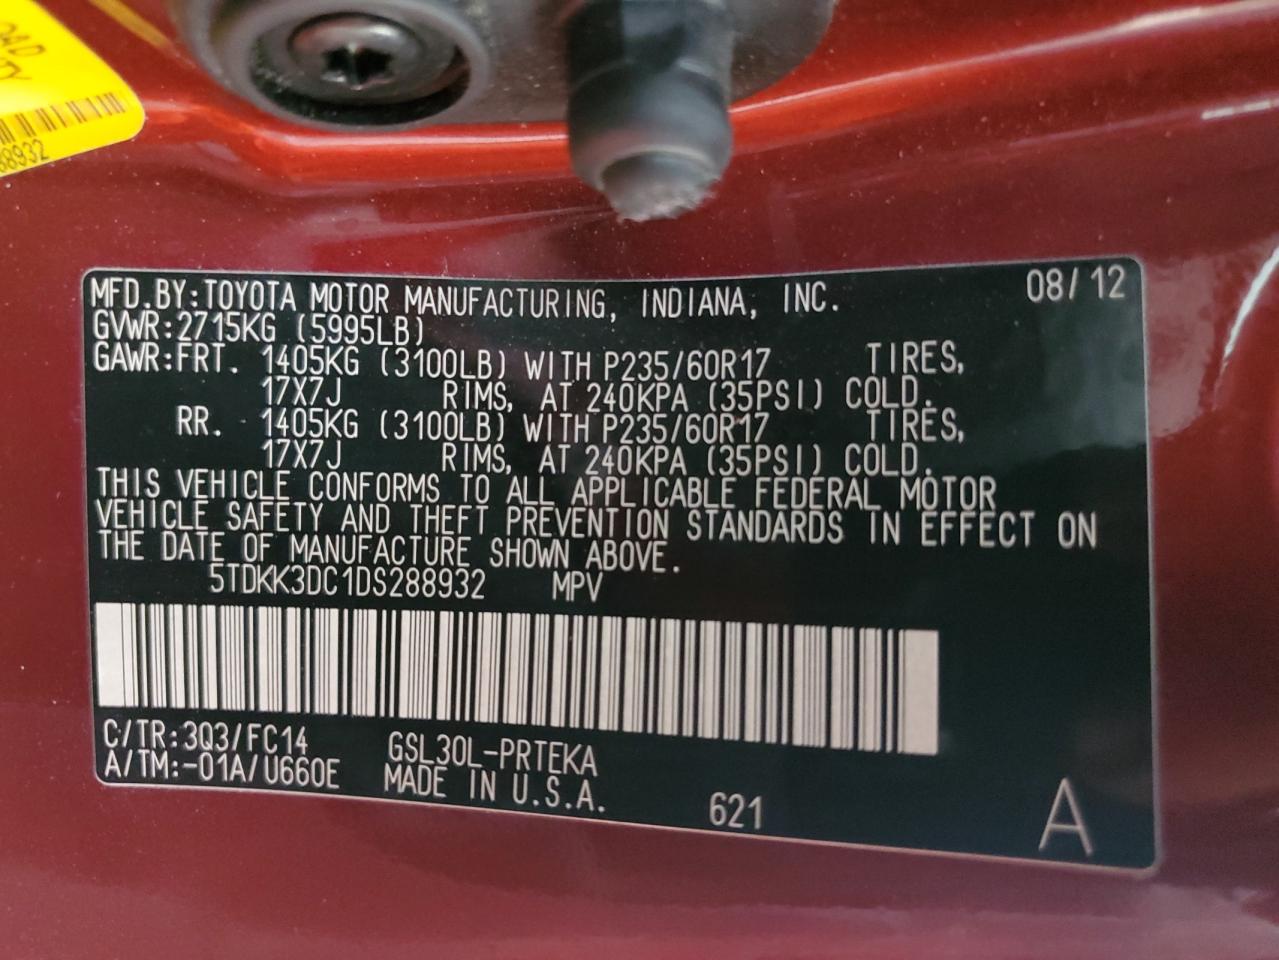 88932
MFD.BY:TOYOTA MOTOR MANUFACTURING, INDIANA, INC. 08/12
GVWR:2715KG (5995LB)
GAWR:FRT. 1405KG (3100LB) WITH P235/60R17 TIRES,
17X7J RIMS, AT 240KPA (35PSI) COLD.
RR. 1405KG (3100LB) WITH P235/60R17 TIRES,
17X7J RIMS, AT 240KPA (35PSI) COLD.
THIS VEHICLE CONFORMS TO ALL APPLICABLE FEDERAL MOTOR
VEHICLE SAFETY AND THEFT PREVENTION STANDARDS IN EFFECT ON
THE DATE OF MANUFACTURE SHOWN ABOVE.
5TDKK3DC1DS288932 MPV
C/TR:3Q3/FC14 GSL30L-PRTEKA
A/TM:-01A/U660E MADE IN U.S.A. 621 A